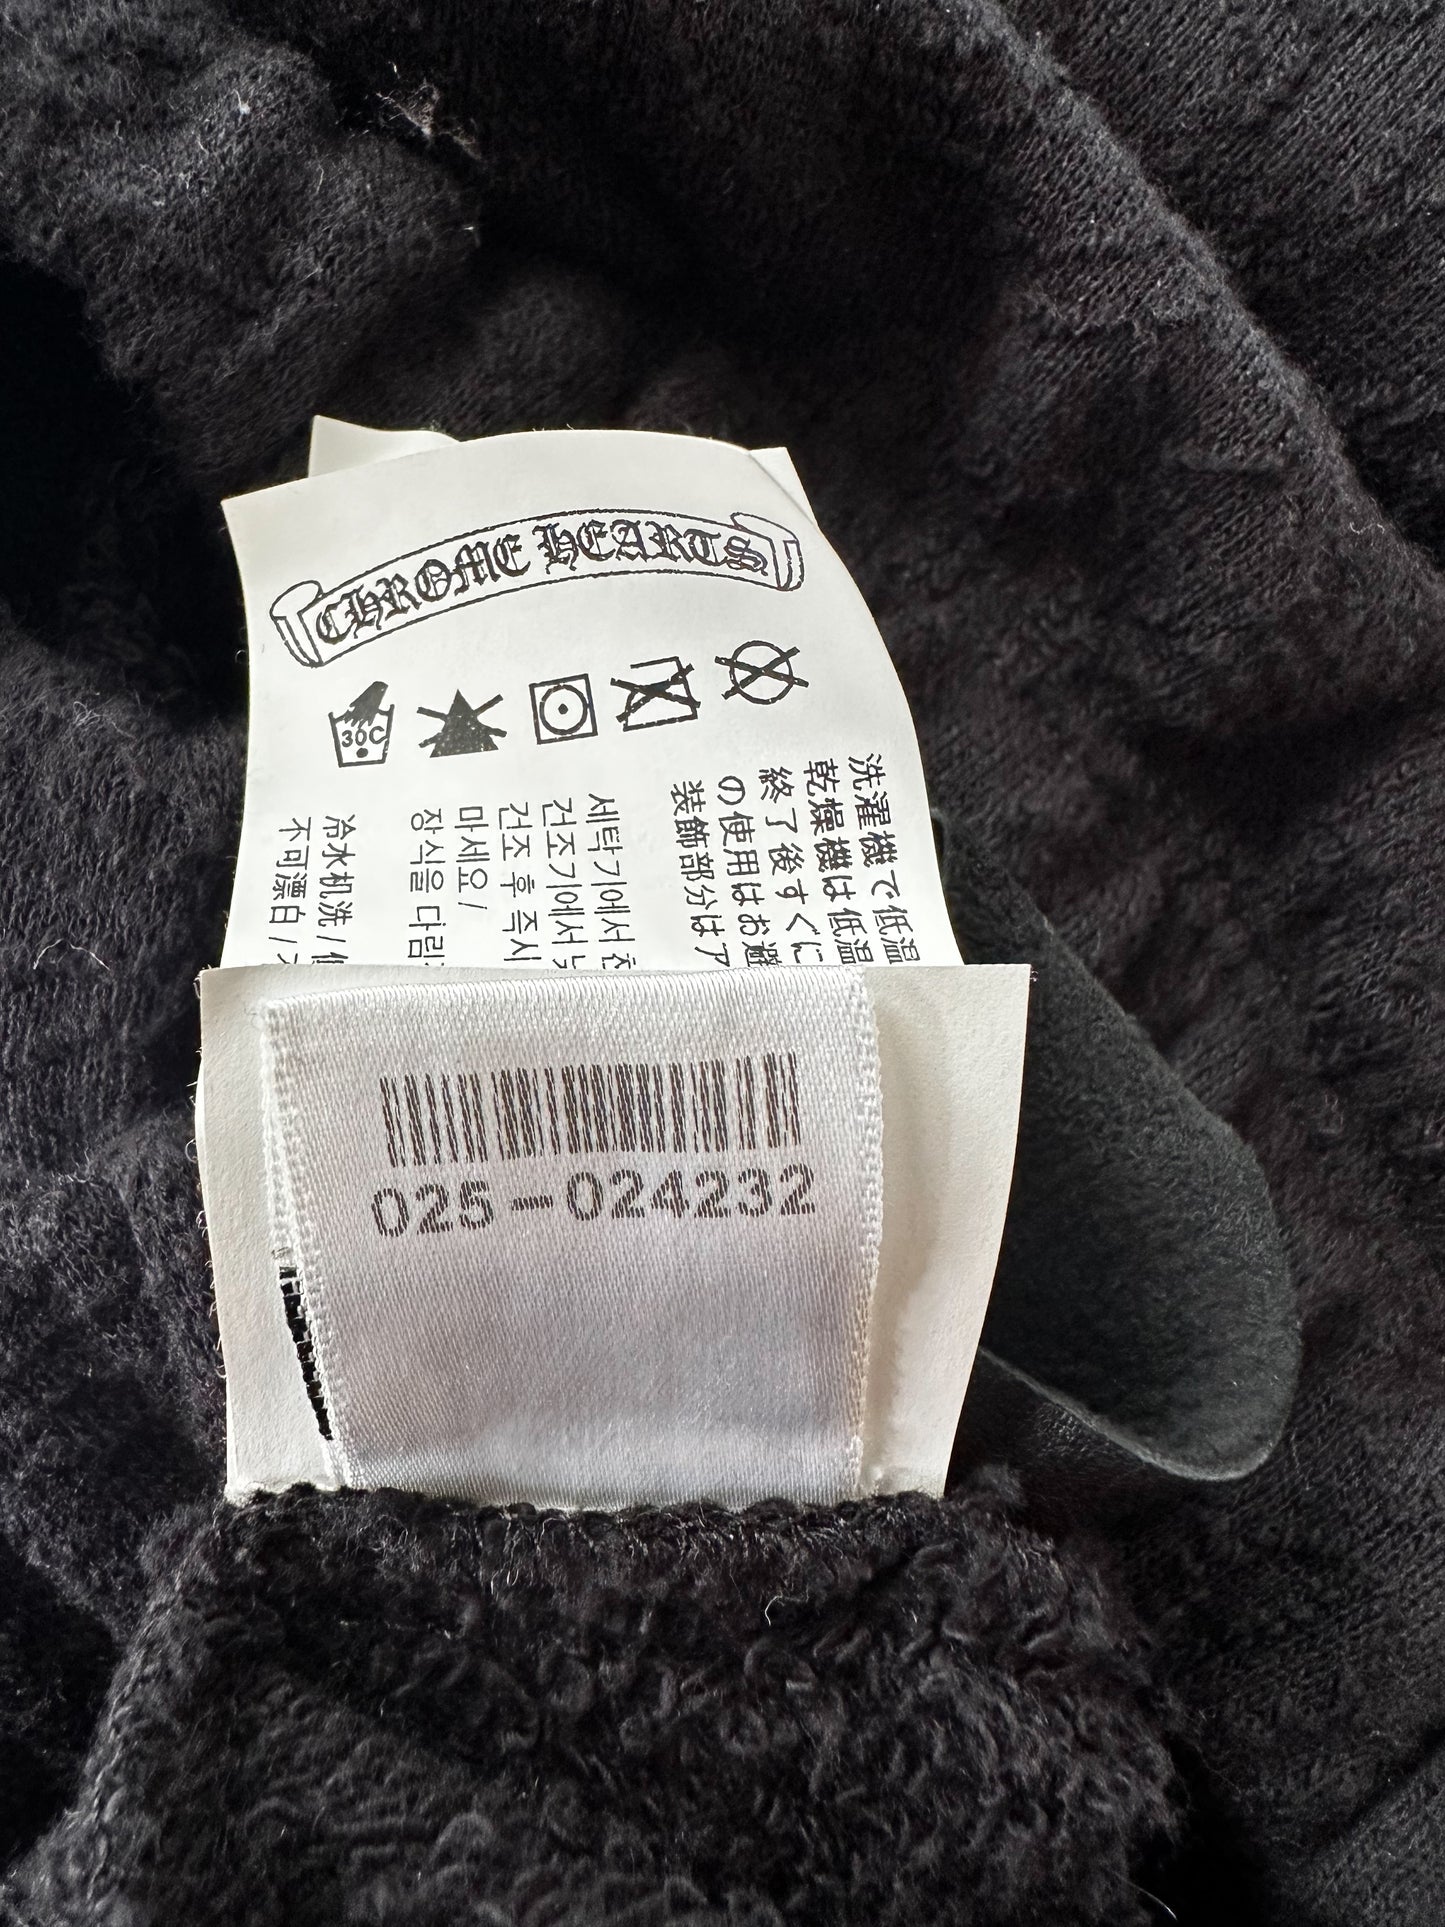 CHROME HEARTS
30C
洗濯機で低温
乾燥機は低温
終了後すぐに
の使用はお避
装飾部分はア
세탁기에서 찬
건조기에서 낮
건조 후 즉시
마세요 /
장식을 다림
冷水机洗 / 低
不可漂白 /
025-024232